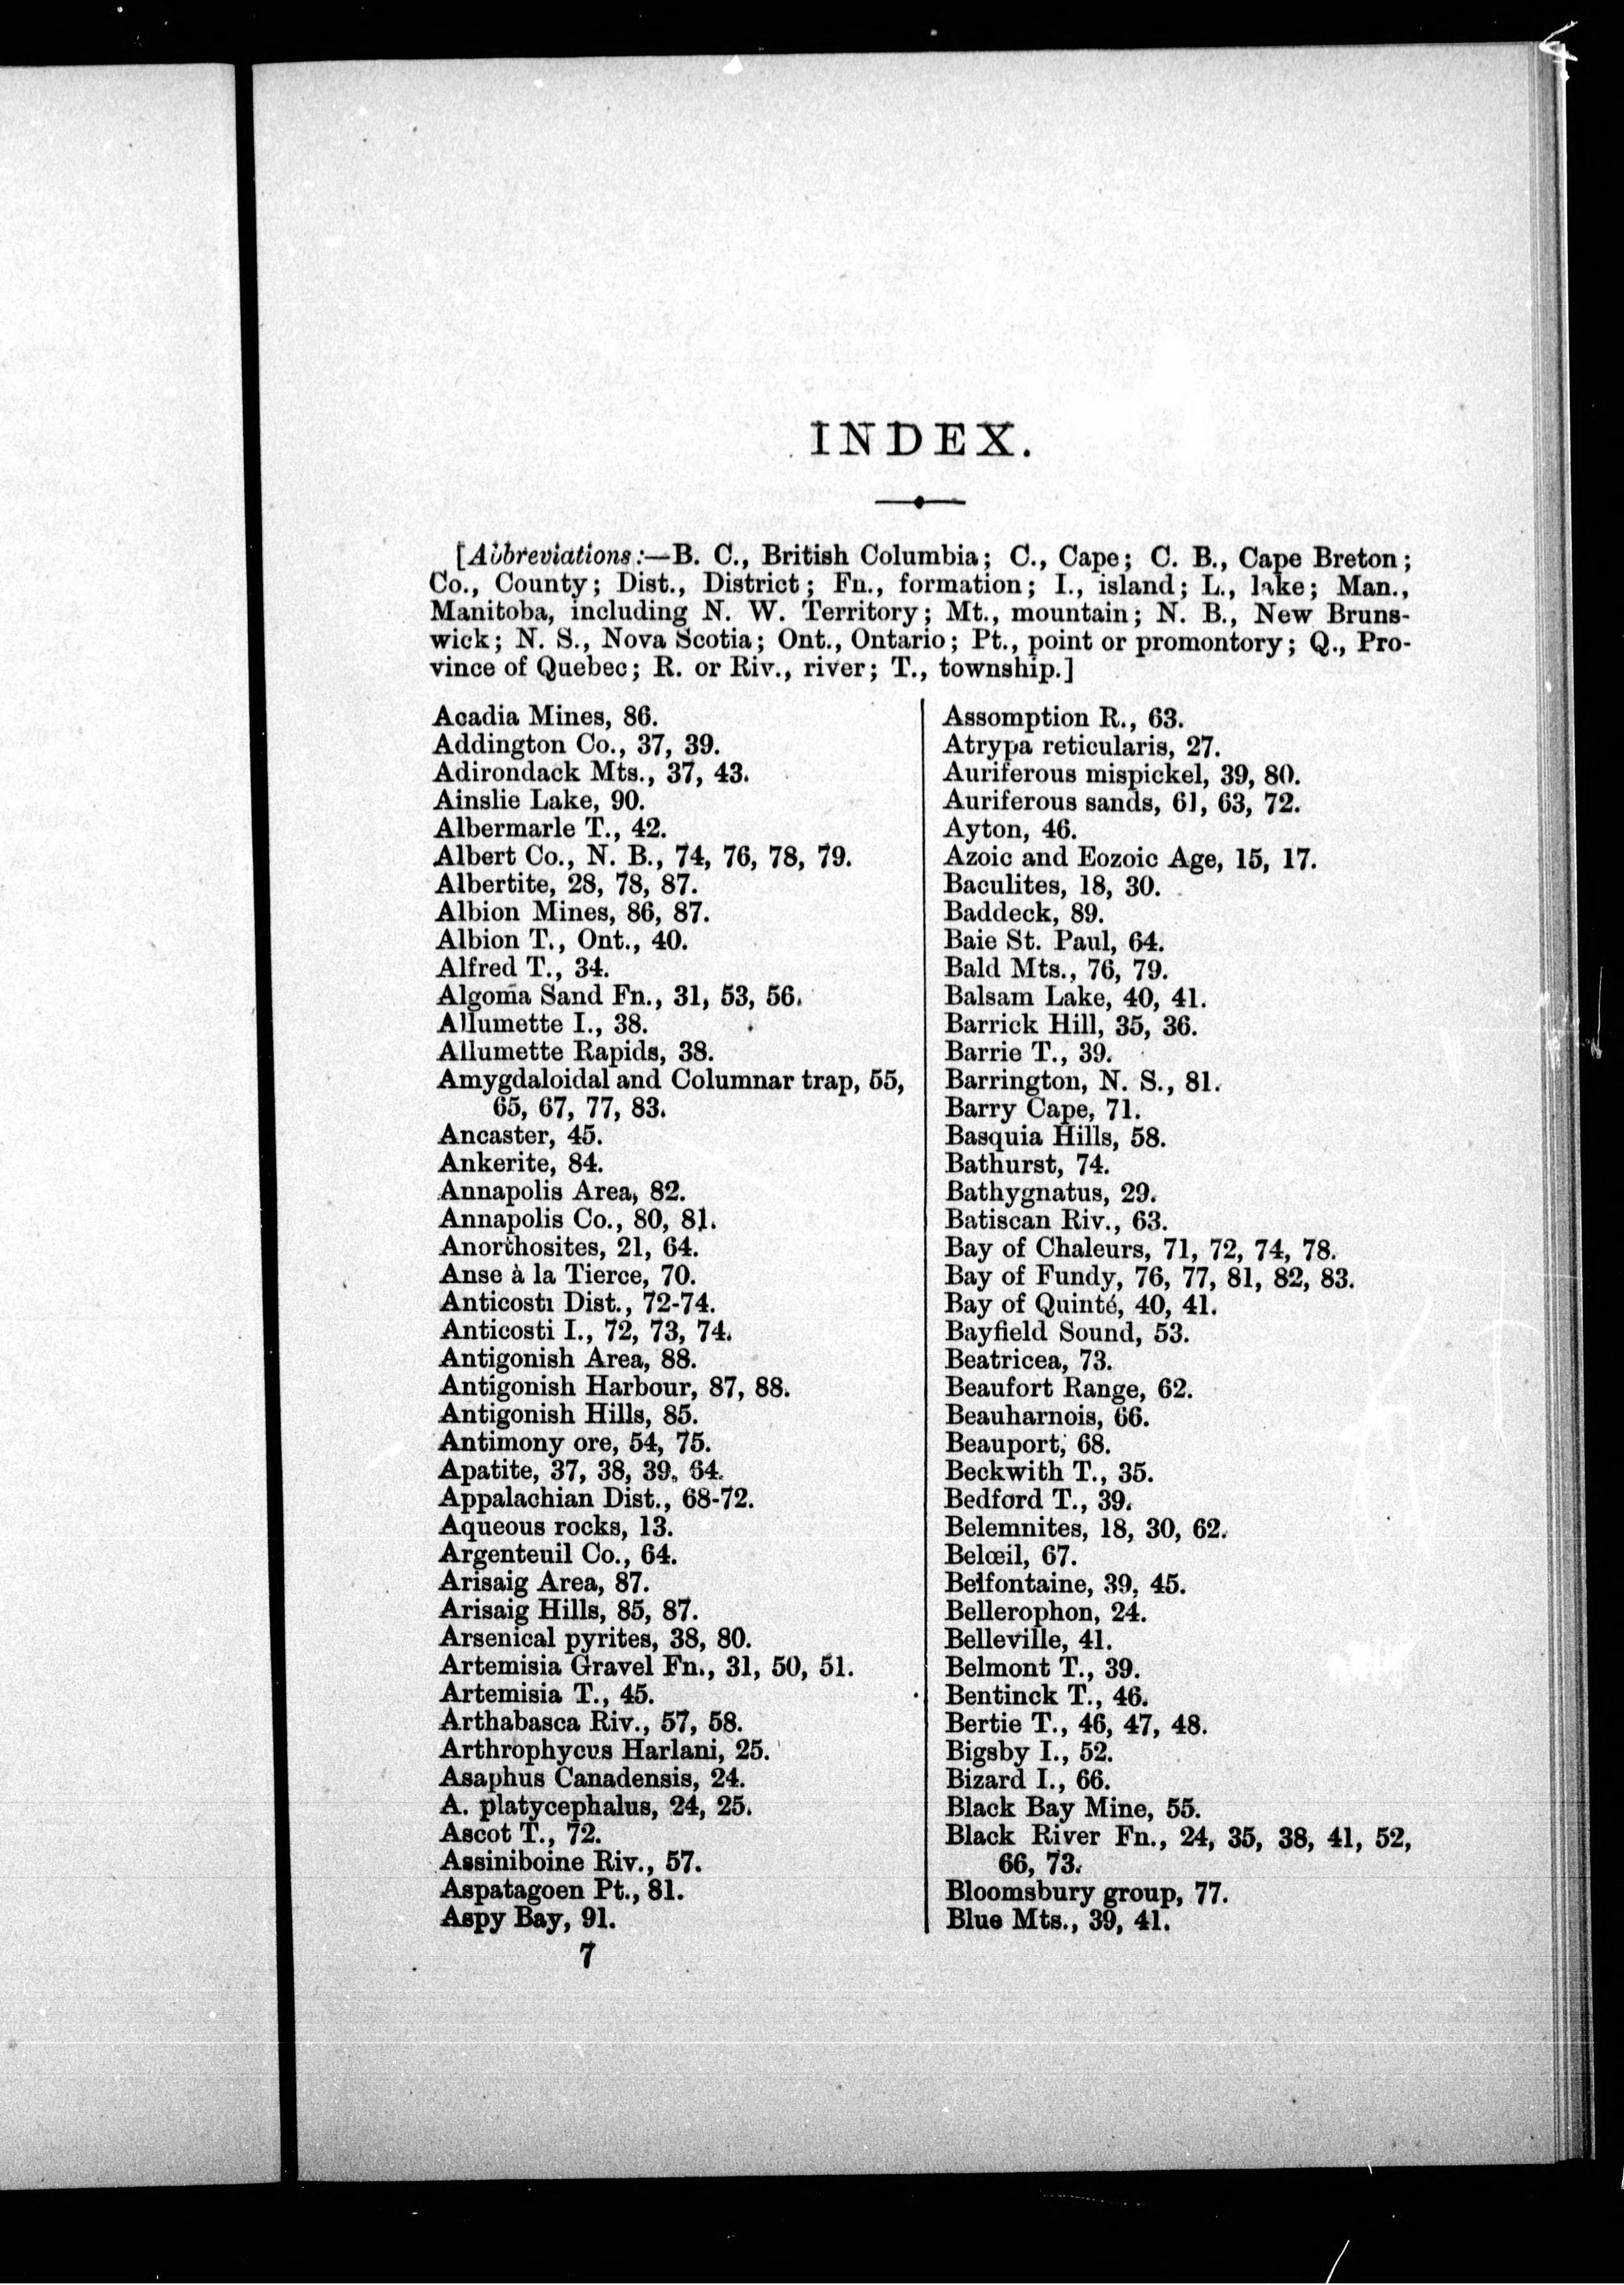 INDEX.
[Abbreviations:—B. C., British Columbia; C., Cape; C. B., Cape Breton;
Co., County; Dist., District; Fn., formation; I., island; L., lake; Man.,
Manitoba, including N. W. Territory; Mt., mountain; N. B., New Bruns-
wick; N. S., Nova Scotia; Ont., Ontario; Pt., point or promontory; Q., Pro-
vince of Quebec; R. or Riv., river; T., township.]
Acadia Mines, 86.
Addington Co., 37, 39.
Adirondack Mts., 37, 43.
Ainslie Lake, 90.
Albermarle T., 42.
Albert Co., N. B., 74, 76, 78, 79.
Albertite, 28, 78, 87.
Albion Mines, 86, 87.
Albion T., Ont., 40.
Alfred T., 34.
Algoma Sand Fn., 31, 53, 56.
Allumette I., 38.
Allumette Rapids, 38.
Amygdaloidal and Columnar trap, 55,
65, 67, 77, 83.
Ancaster, 45.
Ankerite, 84.
Annapolis Area, 82.
Annapolis Co., 80, 81.
Anorthosites, 21, 64.
Anse à la Tierce, 70.
Anticosti Dist., 72-74.
Anticosti I., 72, 73, 74.
Antigonish Area, 88.
Antigonish Harbour, 87, 88.
Antigonish Hills, 85.
Antimony ore, 54, 75.
Apatite, 37, 38, 39, 64.
Appalachian Dist., 68-72.
Aqueous rocks, 13.
Argenteuil Co., 64.
Arisaig Area, 87.
Arisaig Hills, 85, 87.
Arsenical pyrites, 38, 80.
Artemisia Gravel Fn., 31, 50, 51.
Artemisia T., 45.
Arthabasca Riv., 57, 58.
Arthrophycus Harlani, 25.
Asaphus Canadensis, 24.
A. platycephalus, 24, 25.
Ascot T., 72.
Assiniboine Riv., 57.
Aspatagoen Pt., 81.
Aspy Bay, 91.
Assomption R., 63.
Atrypa reticularis, 27.
Auriferous mispickel, 39, 80.
Auriferous sands, 61, 63, 72.
Ayton, 46.
Azoic and Eozoic Age, 15, 17.
Baculites, 18, 30.
Baddeck, 89.
Baie St. Paul, 64.
Bald Mts., 76, 79.
Balsam Lake, 40, 41.
Barrick Hill, 35, 36.
Barrie T., 39.
Barrington, N. S., 81.
Barry Cape, 71.
Basquia Hills, 58.
Bathurst, 74.
Bathygnatus, 29.
Batiscan Riv., 63.
Bay of Chaleurs, 71, 72, 74, 78.
Bay of Fundy, 76, 77, 81, 82, 83.
Bay of Quinté, 40, 41.
Bayfield Sound, 53.
Beatricea, 73.
Beaufort Range, 62.
Beauharnois, 66.
Beauport, 68.
Beckwith T., 35.
Bedford T., 39.
Belemnites, 18, 30, 62.
Belœil, 67.
Belfontaine, 39, 45.
Bellerophon, 24.
Belleville, 41.
Belmont T., 39.
Bentinck T., 46.
Bertie T., 46, 47, 48.
Bigsby I., 52.
Bizard I., 66.
Black Bay Mine, 55.
Black River Fn., 24, 35, 38, 41, 52,
66, 73.
Bloomsbury group, 77.
Blue Mts., 39, 41.
7